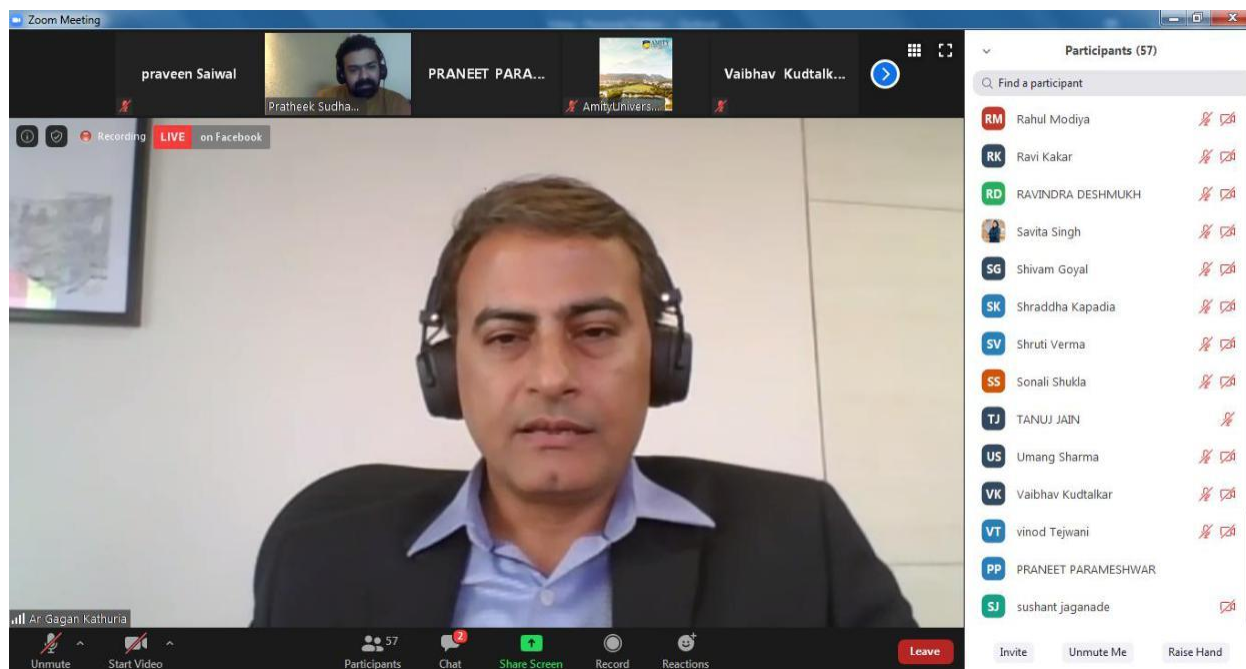 Zoom Meeting
praveen Saiwal
Pratheek Sudha...
PRANEET PARA...
AMITY
AmityUnivers...
Vaibhav Kudtalk...
Recording
LIVE on Facebook
Ar Gagan Kathuria
Unmute
Start Video
57
Participants
2
Chat
Share Screen
Record
Reactions
Leave
Participants (57)
Find a participant
RM Rahul Modiya
RK Ravi Kakar
RD RAVINDRA DESHMUKH
Savita Singh
SG Shivam Goyal
SK Shraddha Kapadia
SV Shruti Verma
SS Sonali Shukla
TJ TANUJ JAIN
US Umang Sharma
VK Vaibhav Kudtalkar
VT vinod Tejwani
PP PRANEET PARAMESHWAR
SJ sushant jaganade
Invite
Unmute Me
Raise Hand